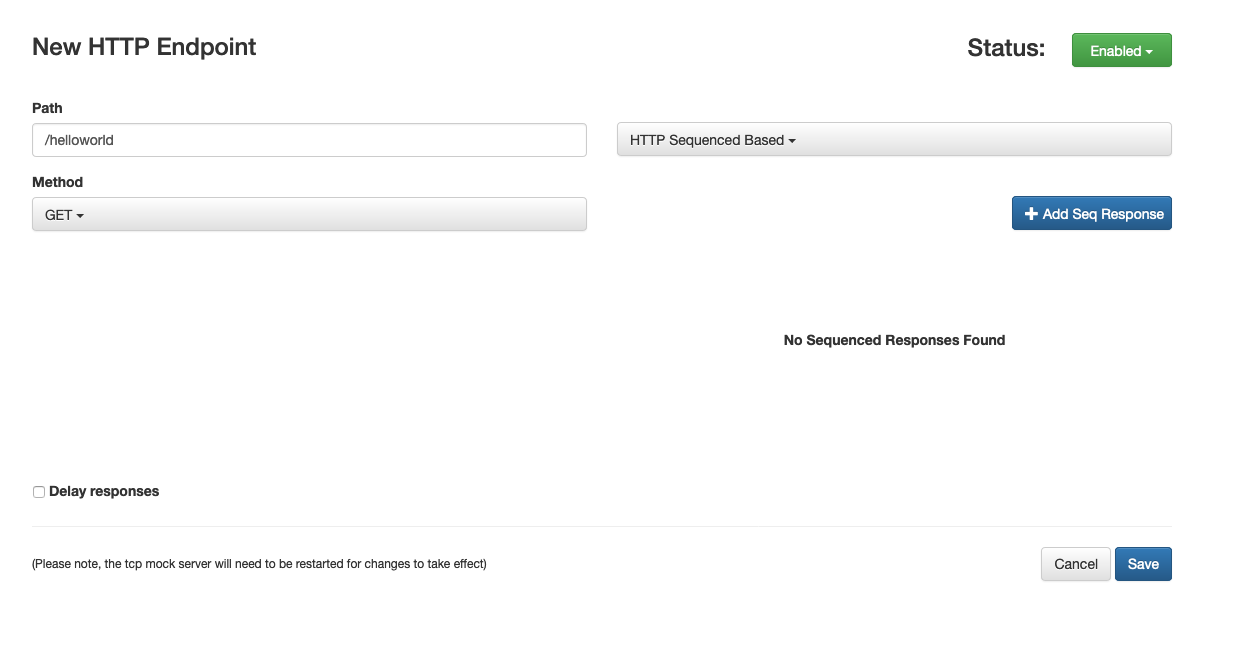 New HTTP Endpoint
Status:
Enabled
Path
/helloworld
HTTP Sequenced Based
Method
GET
Add Seq Response
No Sequenced Responses Found
Delay responses
(Please note, the tcp mock server will need to be restarted for changes to take effect)
Cancel
Save